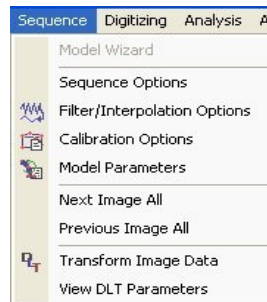 Sequence Digitizing Analysis
Model Wizard
Sequence Options
Filter/Interpolation Options
Calibration Options
Model Parameters
Next Image All
Previous Image All
DLT Transform Image Data
View DLT Parameters